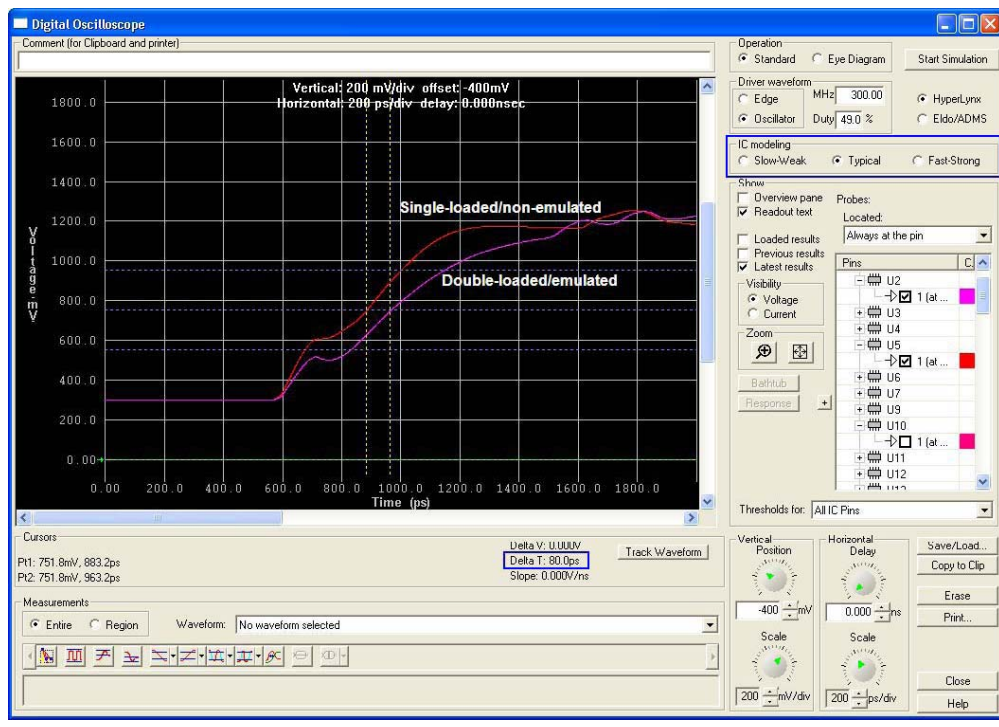 Digital Oscilloscope
Comment (for Clipboard and printer)
Vertical: 200 mV/div offset: -400mV
Horizontal: 200 ps/div delay: 0.000nsec
1800.0
1600.0
1400.0
1200.0
1000.0
800.0
600.0
400.0
200.0
0.00
Voltage-mV
Single-loaded/non-emulated
Double-loaded/emulated
0.00 200.0 400.0 600.0 800.0 1000.0 1200.0 1400.0 1600.0 1800.0
Time (ps)
Cursors
Pt1: 751.8mV, 883.2ps
Pt2: 751.8mV, 963.2ps
Delta V: 0.000V
Delta T: 80.0ps
Slope: 0.000V/ns
Track Waveform
Measurements
Entire Region Waveform: No waveform selected
Operation
Standard Eye Diagram
Start Simulation
Driver waveform
Edge MHz 300.00
Oscillator Duty 49.0 %
HyperLynx
Eldo/ADMS
IC modeling
Slow-Weak Typical Fast-Strong
Show
Overview pane
Readout text
Loaded results
Previous results
Latest results
Visibility
Voltage
Current
Zoom
Bathtub
Response
+
Probes:
Located:
Always at the pin
Pins C.
U2
1 (at ...
U3
U4
U5
1 (at ...
U6
U7
U9
U10
1 (at ...
U11
U12
U13
Thresholds for: All IC Pins
Vertical
Position
-400 mV
Scale
200 mV/div
Horizontal
Delay
0.000 ns
Scale
200 ps/div
Save/Load...
Copy to Clip
Erase
Print...
Close
Help